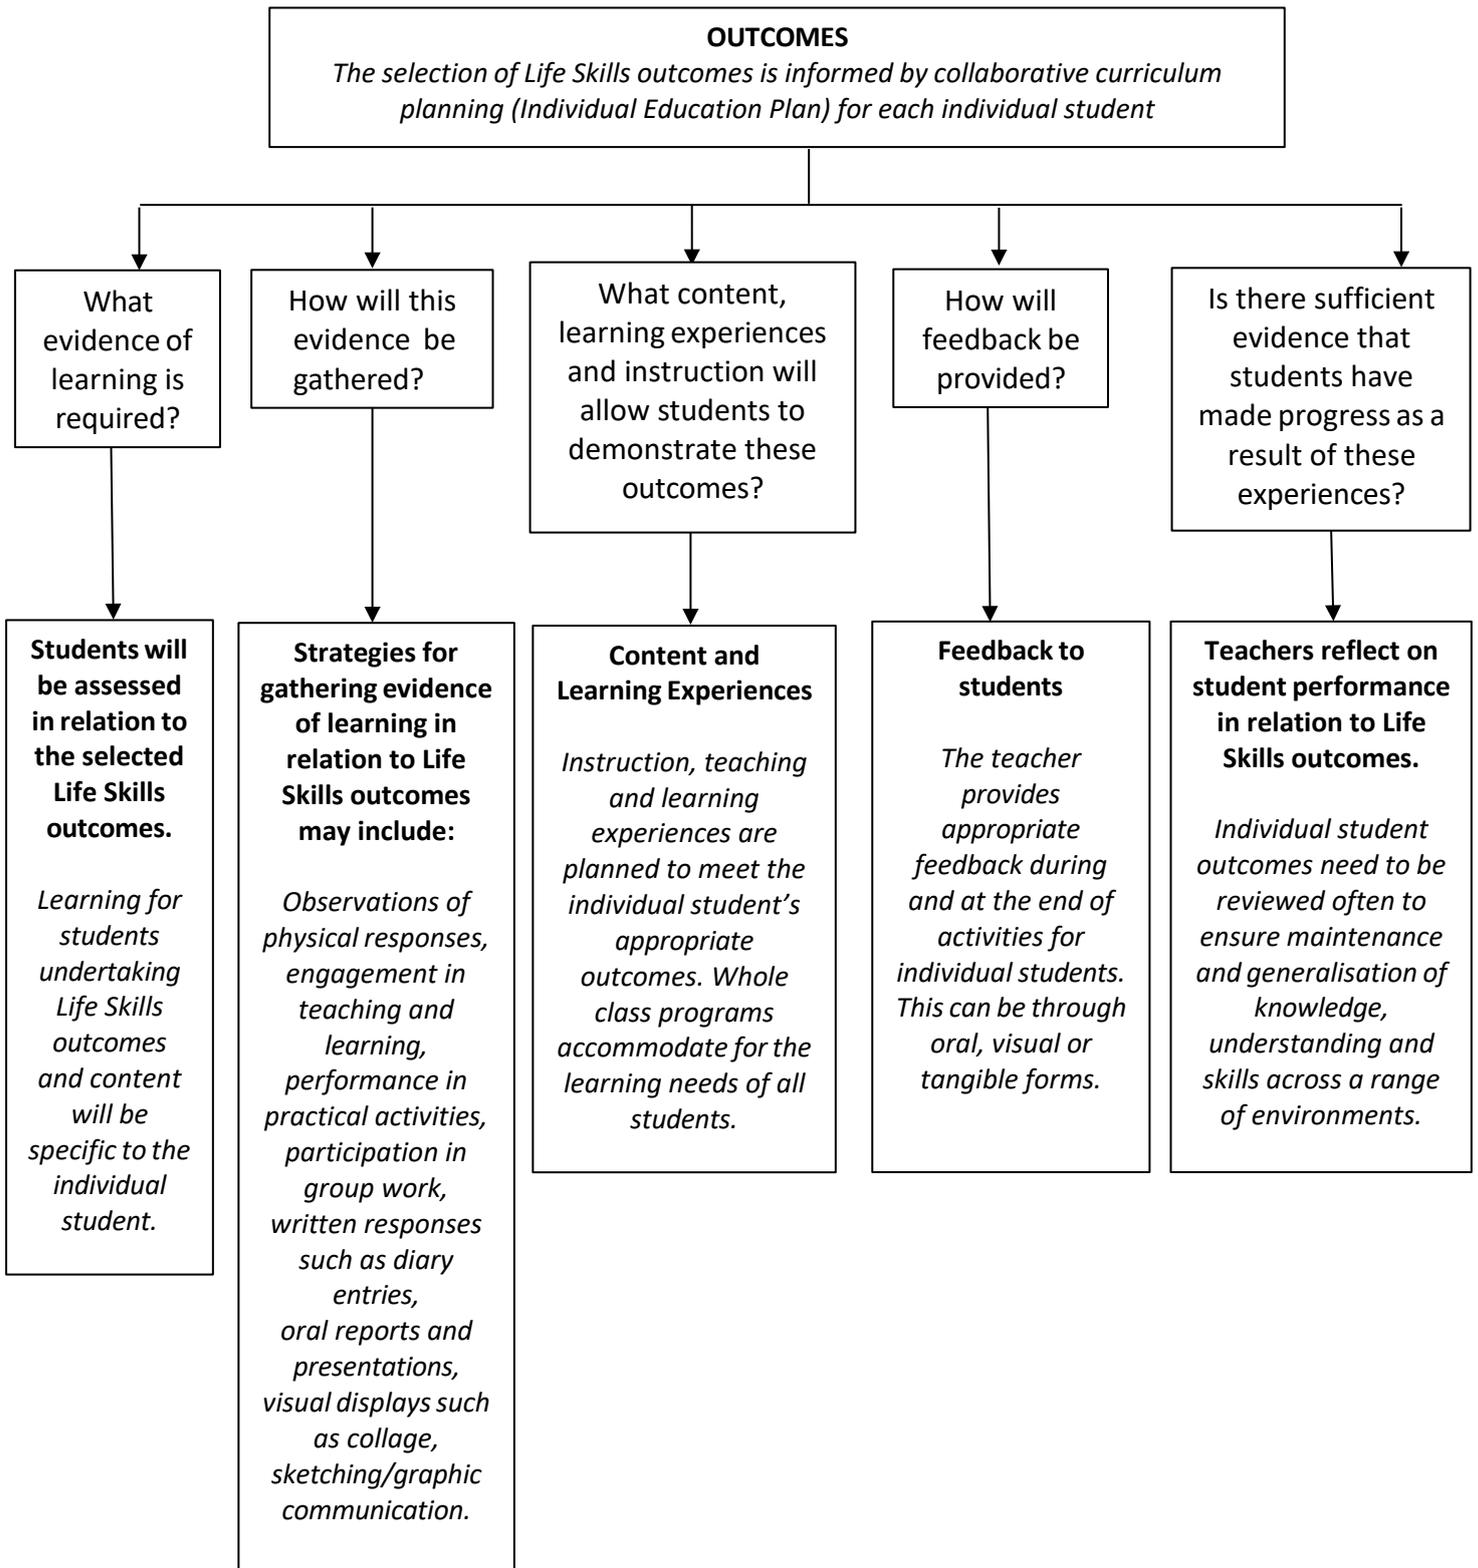 OUTCOMES
The selection of Life Skills outcomes is informed by collaborative curriculum
planning (Individual Education Plan) for each individual student
What
evidence of
learning is
required?
How will this
evidence be
gathered?
What content,
learning experiences
and instruction will
allow students to
demonstrate these
outcomes?
How will
feedback be
provided?
Is there sufficient
evidence that
students have
made progress as a
result of these
experiences?
Students will
be assessed
in relation to
the selected
Life Skills
outcomes.
Learning for
students
undertaking
Life Skills
outcomes
and content
will be
specific to the
individual
student.
Strategies for
gathering evidence
of learning in
relation to Life
Skills outcomes
may include:
Observations of
physical responses,
engagement in
teaching and
learning,
performance in
practical activities,
participation in
group work,
written responses
such as diary
entries,
oral reports and
presentations,
visual displays such
as collage,
sketching/graphic
communication.
Content and
Learning Experiences
Instruction, teaching
and learning
experiences are
planned to meet the
individual student’s
appropriate
outcomes. Whole
class programs
accommodate for the
learning needs of all
students.
Feedback to
students
The teacher
provides
appropriate
feedback during
and at the end of
activities for
individual students.
This can be through
oral, visual or
tangible forms.
Teachers reflect on
student performance
in relation to Life
Skills outcomes.
Individual student
outcomes need to be
reviewed often to
ensure maintenance
and generalisation of
knowledge,
understanding and
skills across a range
of environments.